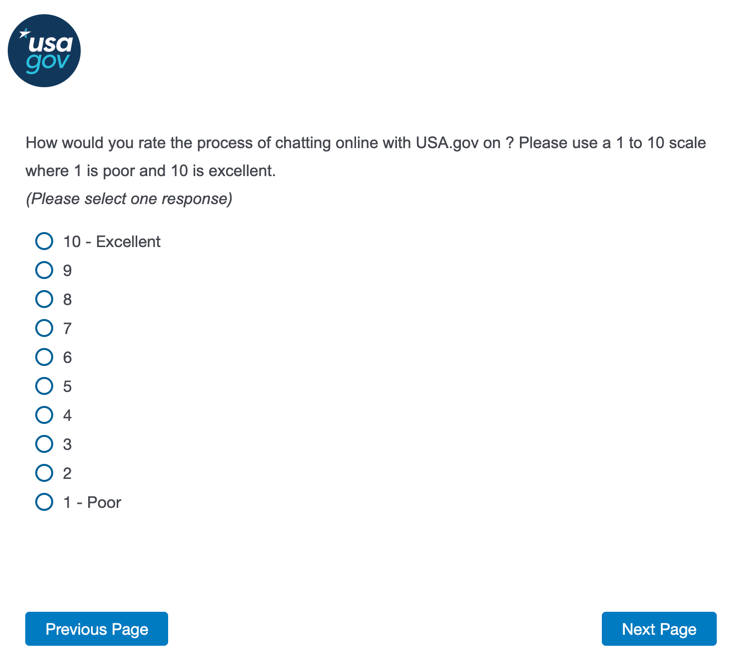 usa
gov
How would you rate the process of chatting online with USA.gov on ? Please use a 1 to 10 scale
where 1 is poor and 10 is excellent.
(Please select one response)
10 - Excellent
9
8
7
6
5
4
3
2
1 - Poor
Previous Page
Next Page